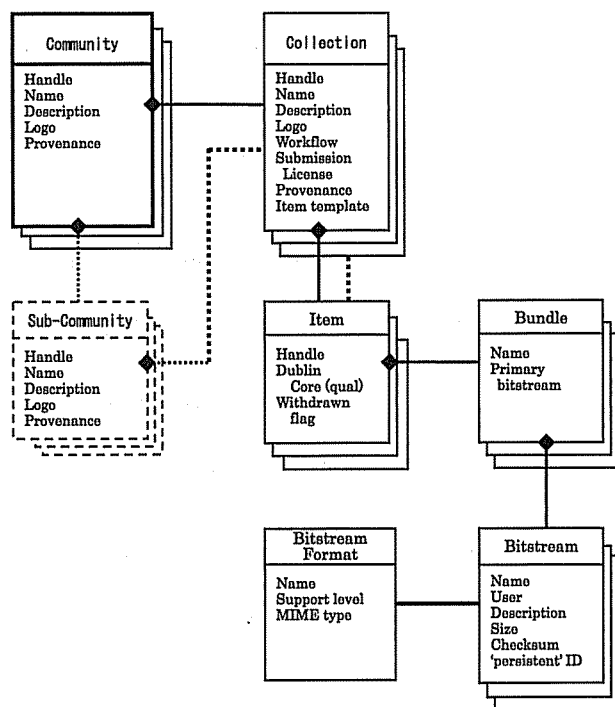 Community
Handle
Name
Description
Logo
Provenance
Collection
Handle
Name
Description
Logo
Workflow
Submission
License
Provenance
Item template
Sub-Community
Handle
Name
Description
Logo
Provenance
Item
Handle
Dublin
Core (qual)
Withdrawn
flag
Bundle
Name
Primary
bitstream
Bitstream
Format
Name
Support level
MIME type
Bitstream
Name
User
Description
Size
Checksum
'persistent' ID